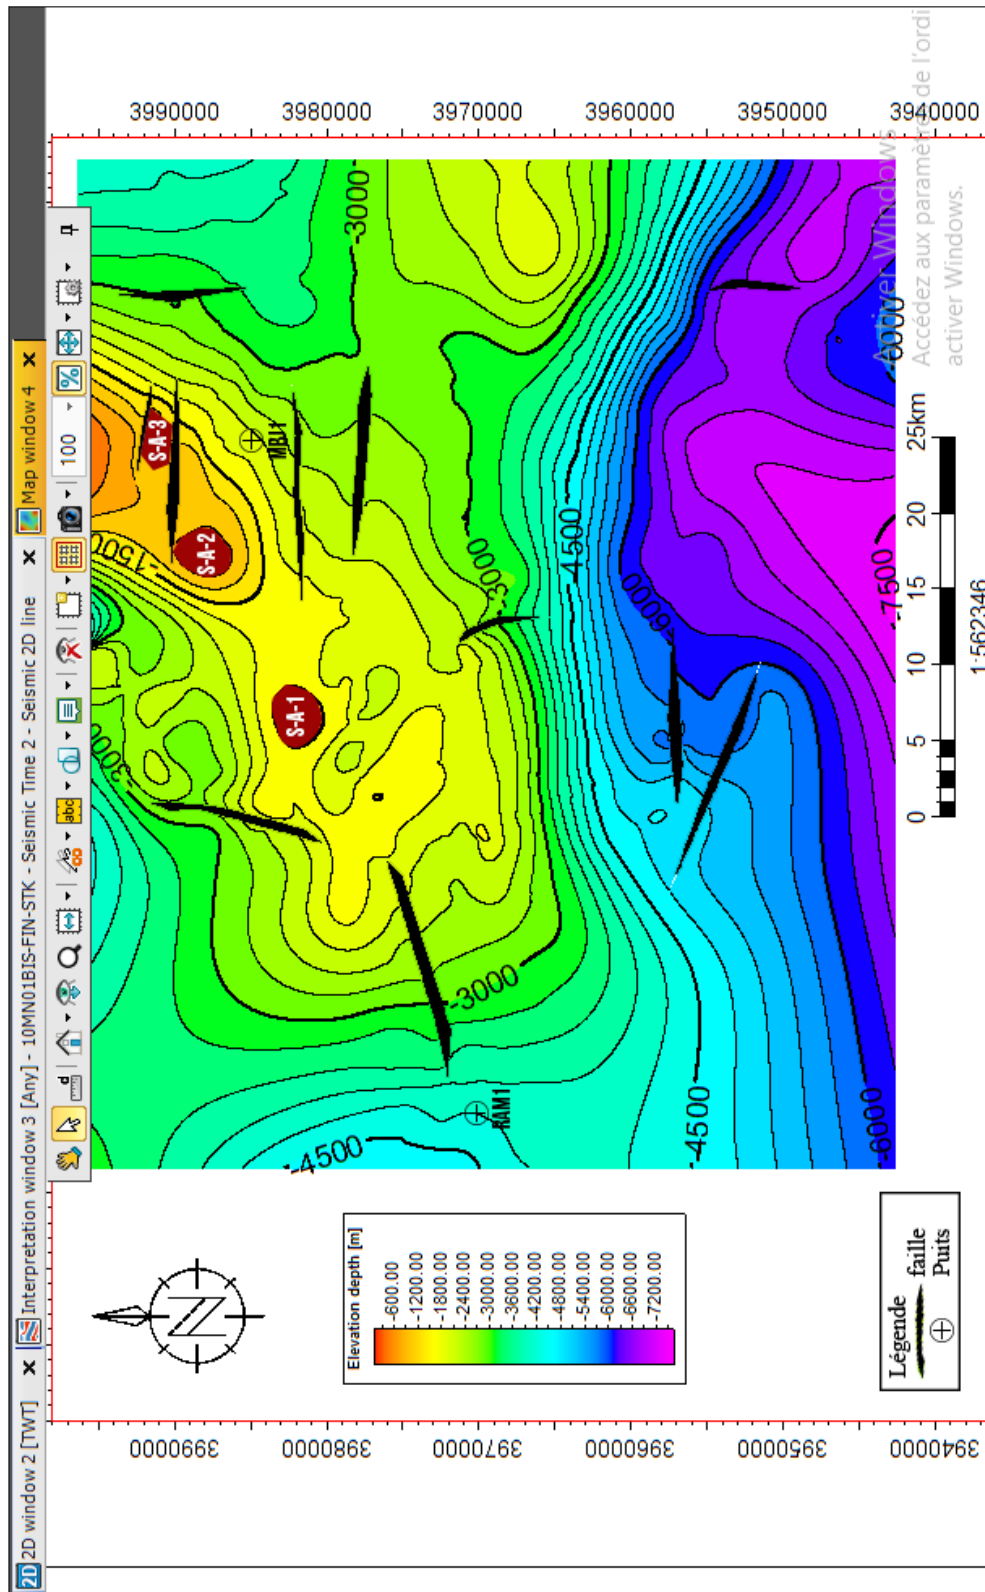 2D window 2 [TWT]
Interpretation window 3 [Any] - 10MN01BIS-FIN-STK - Seismic Time 2 - Seismic 2D line
Map window 4
abc
100
%
3990000
3980000
3970000
3960000
3950000
3940000
-1500
S-A-3
S-A-2
MBJ1
-3000
-3000
S-A-1
-3000
-3000
-4500
-6000
-7500
-6000
RAM1
-4500
-4500
-6000
Elevation depth [m]
-600.00
-1200.00
-1800.00
-2400.00
-3000.00
-3600.00
-4200.00
-4800.00
-5400.00
-6000.00
-6600.00
-7200.00
Légende
faille
Puits
0 5 10 15 20 25km
1:562346
3990000
3980000
3970000
3960000
3950000
3940000
Activer Windows
Accédez aux paramètres de l'ordi
activer Windows.